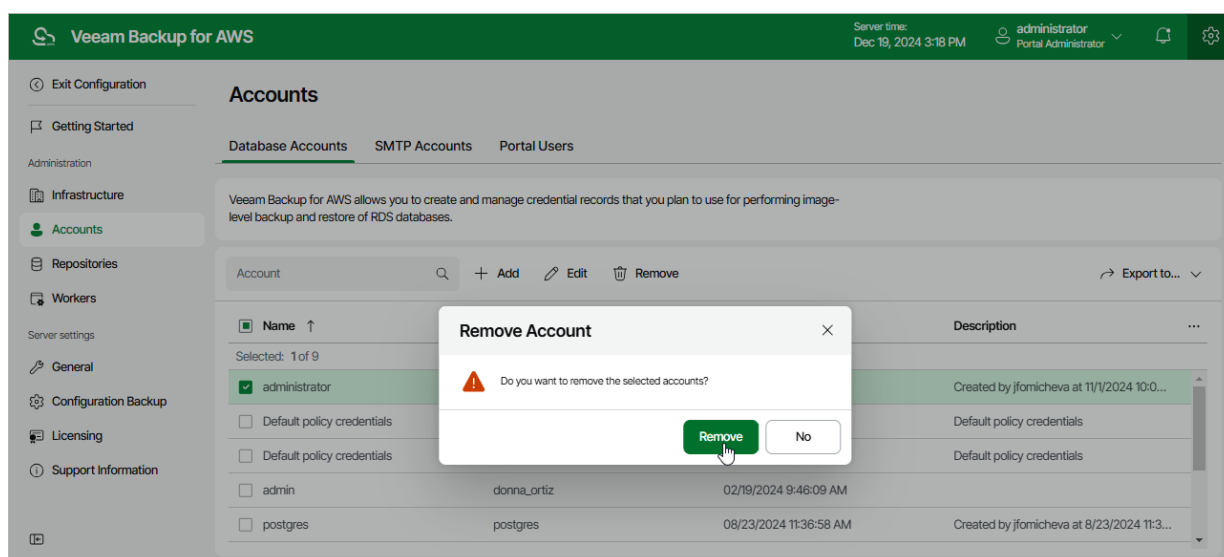 Veeam Backup for AWS
Server time:
Dec 19, 2024 3:18 PM
administrator
Portal Administrator
Exit Configuration
Getting Started
Administration
Infrastructure
Accounts
Repositories
Workers
Server settings
General
Configuration Backup
Licensing
Support Information
Accounts
Database Accounts SMTP Accounts Portal Users
Veeam Backup for AWS allows you to create and manage credential records that you plan to use for performing image-
level backup and restore of RDS databases.
Account Add Edit Remove Export to...
Name ↑ Description ...
Selected: 1 of 9
administrator Created by jfomicheva at 11/1/2024 10:0...
Default policy credentials Default policy credentials
Default policy credentials Default policy credentials
admin donna_ortiz 02/19/2024 9:46:09 AM
postgres postgres 08/23/2024 11:36:58 AM Created by jfomicheva at 8/23/2024 11:3...
Remove Account
Do you want to remove the selected accounts?
Remove No